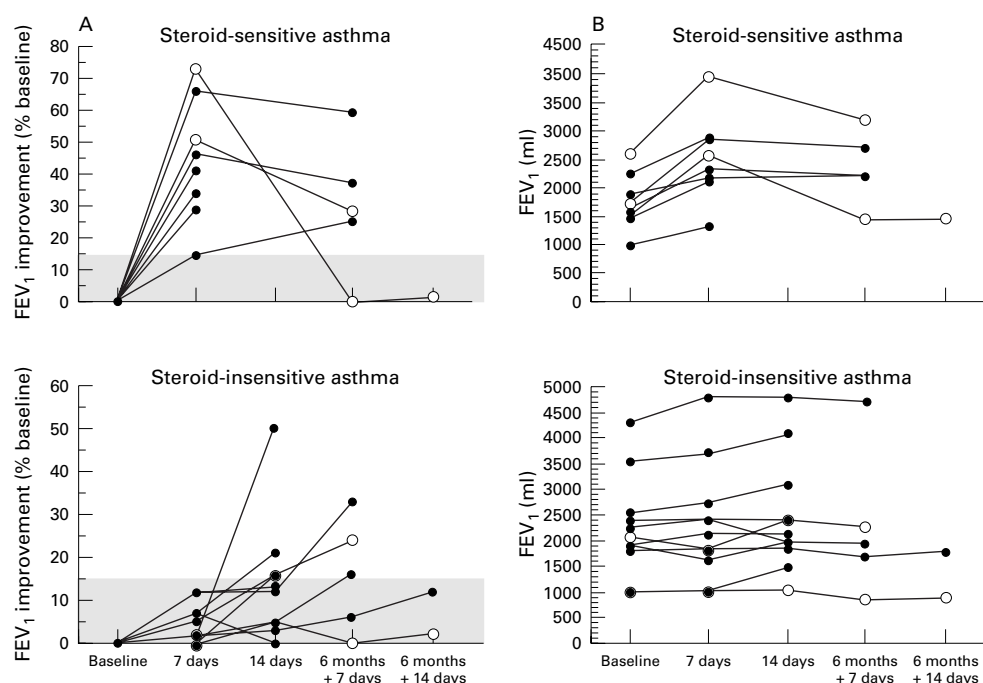 A
Steroid-sensitive asthma
FEV1 improvement (% baseline)
80
70
60
50
40
30
20
10
0
B
Steroid-sensitive asthma
FEV1 (ml)
4500
3500
3000
2500
2000
1500
1000
500
0
Steroid-insensitive asthma
FEV1 improvement (% baseline)
60
50
40
30
20
10
0
Baseline
7 days
14 days
6 months
+ 7 days
6 months
+ 14 days
Steroid-insensitive asthma
FEV1 (ml)
5000
4500
4000
3500
3000
2500
2000
1500
1000
500
0
Baseline
7 days
14 days
6 months
+ 7 days
6 months
+ 14 days